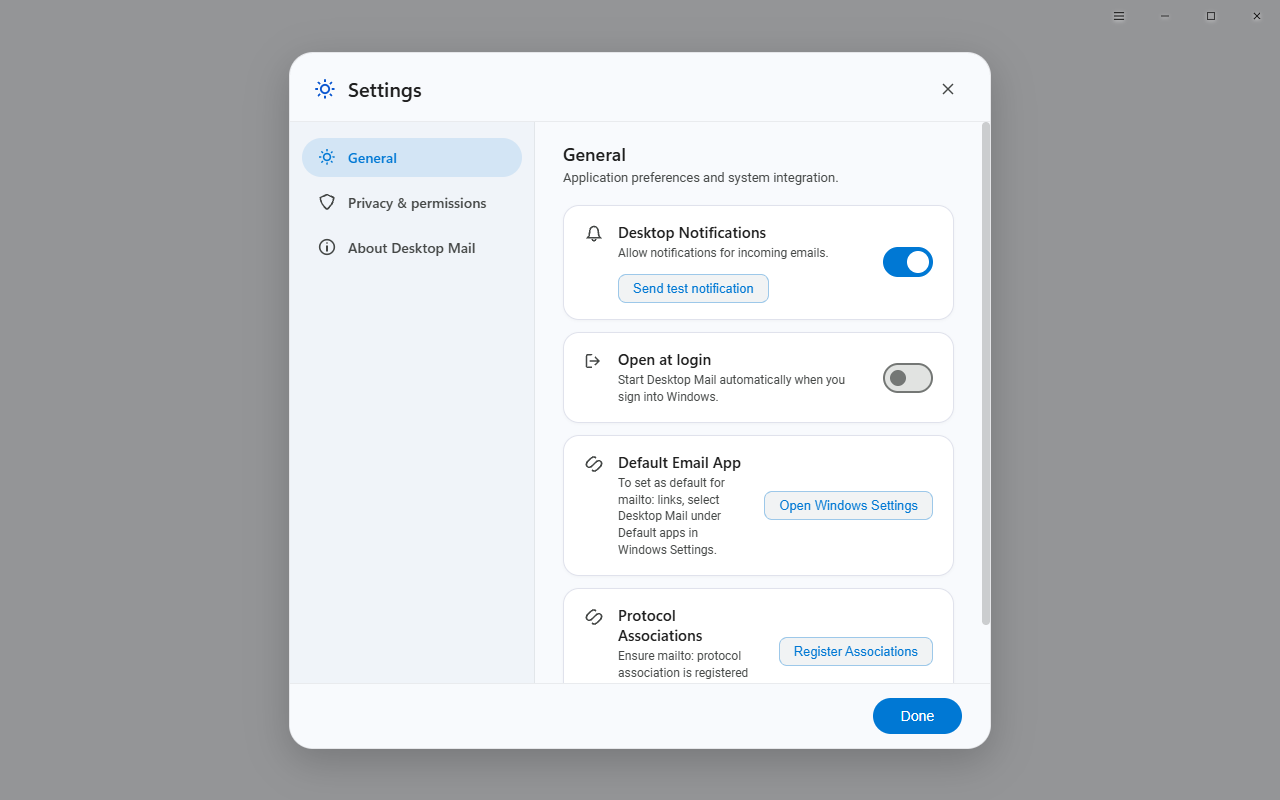 Settings
General
Privacy & permissions
About Desktop Mail
General
Application preferences and system integration.
Desktop Notifications
Allow notifications for incoming emails.
Send test notification
Open at login
Start Desktop Mail automatically when you
sign into Windows.
Default Email App
To set as default for
mailto: links, select
Desktop Mail under
Default apps in
Windows Settings.
Open Windows Settings
Protocol
Associations
Ensure mailto: protocol
association is registered
Register Associations
Done